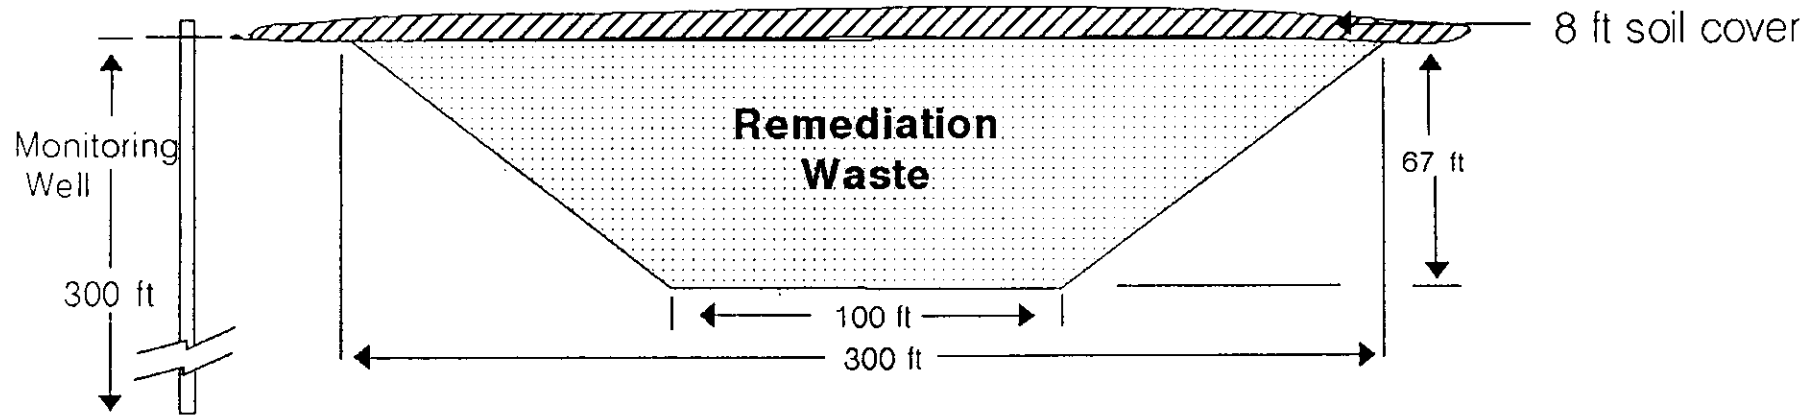 8 ft soil cover
Remediation
Waste
Monitoring
Well
67 ft
300 ft
100 ft
300 ft